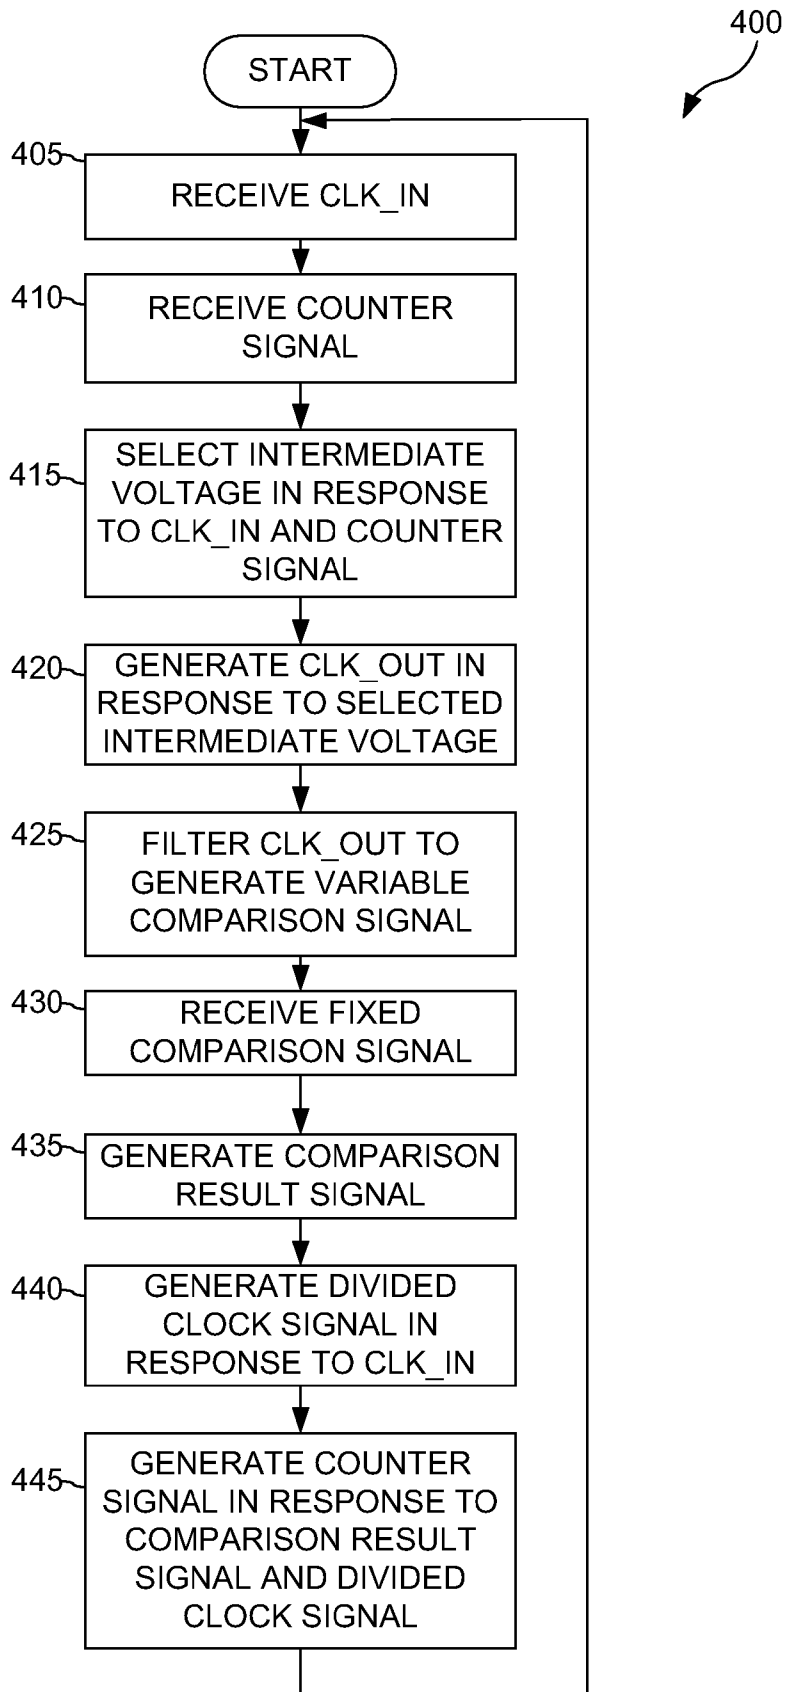 400
START
405
RECEIVE CLK_IN
410
RECEIVE COUNTER
SIGNAL
415
SELECT INTERMEDIATE
VOLTAGE IN RESPONSE
TO CLK_IN AND COUNTER
SIGNAL
420
GENERATE CLK_OUT IN
RESPONSE TO SELECTED
INTERMEDIATE VOLTAGE
425
FILTER CLK_OUT TO
GENERATE VARIABLE
COMPARISON SIGNAL
430
RECEIVE FIXED
COMPARISON SIGNAL
435
GENERATE COMPARISON
RESULT SIGNAL
440
GENERATE DIVIDED
CLOCK SIGNAL IN
RESPONSE TO CLK_IN
445
GENERATE COUNTER
SIGNAL IN RESPONSE TO
COMPARISON RESULT
SIGNAL AND DIVIDED
CLOCK SIGNAL